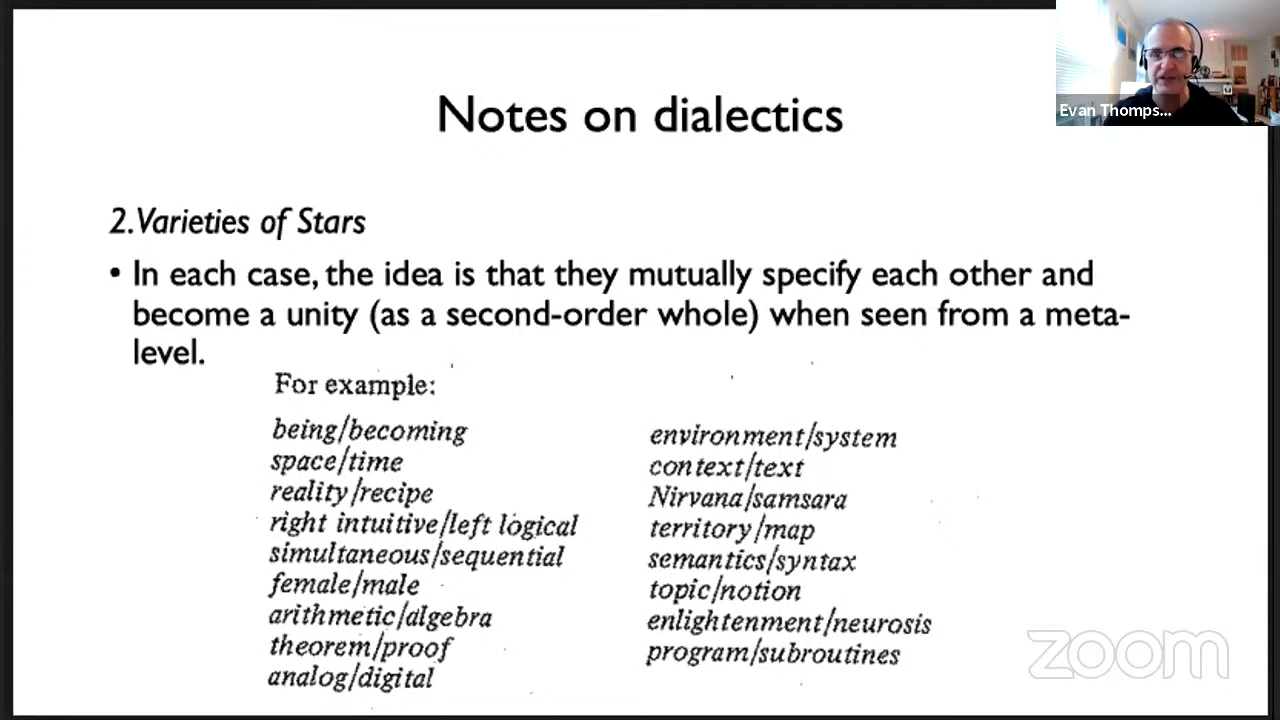 Notes on dialectics
Evan Thomps...
2. Varieties of Stars
• In each case, the idea is that they mutually specify each other and
become a unity (as a second-order whole) when seen from a meta-
level.
For example:
being/becoming
space/time
reality/recipe
right intuitive/left logical
simultaneous/sequential
female/male
arithmetic/algebra
theorem/proof
analog/digital
environment/system
context/text
Nirvana/samsara
territory/map
semantics/syntax
topic/notion
enlightenment/neurosis
program/subroutines
zoom